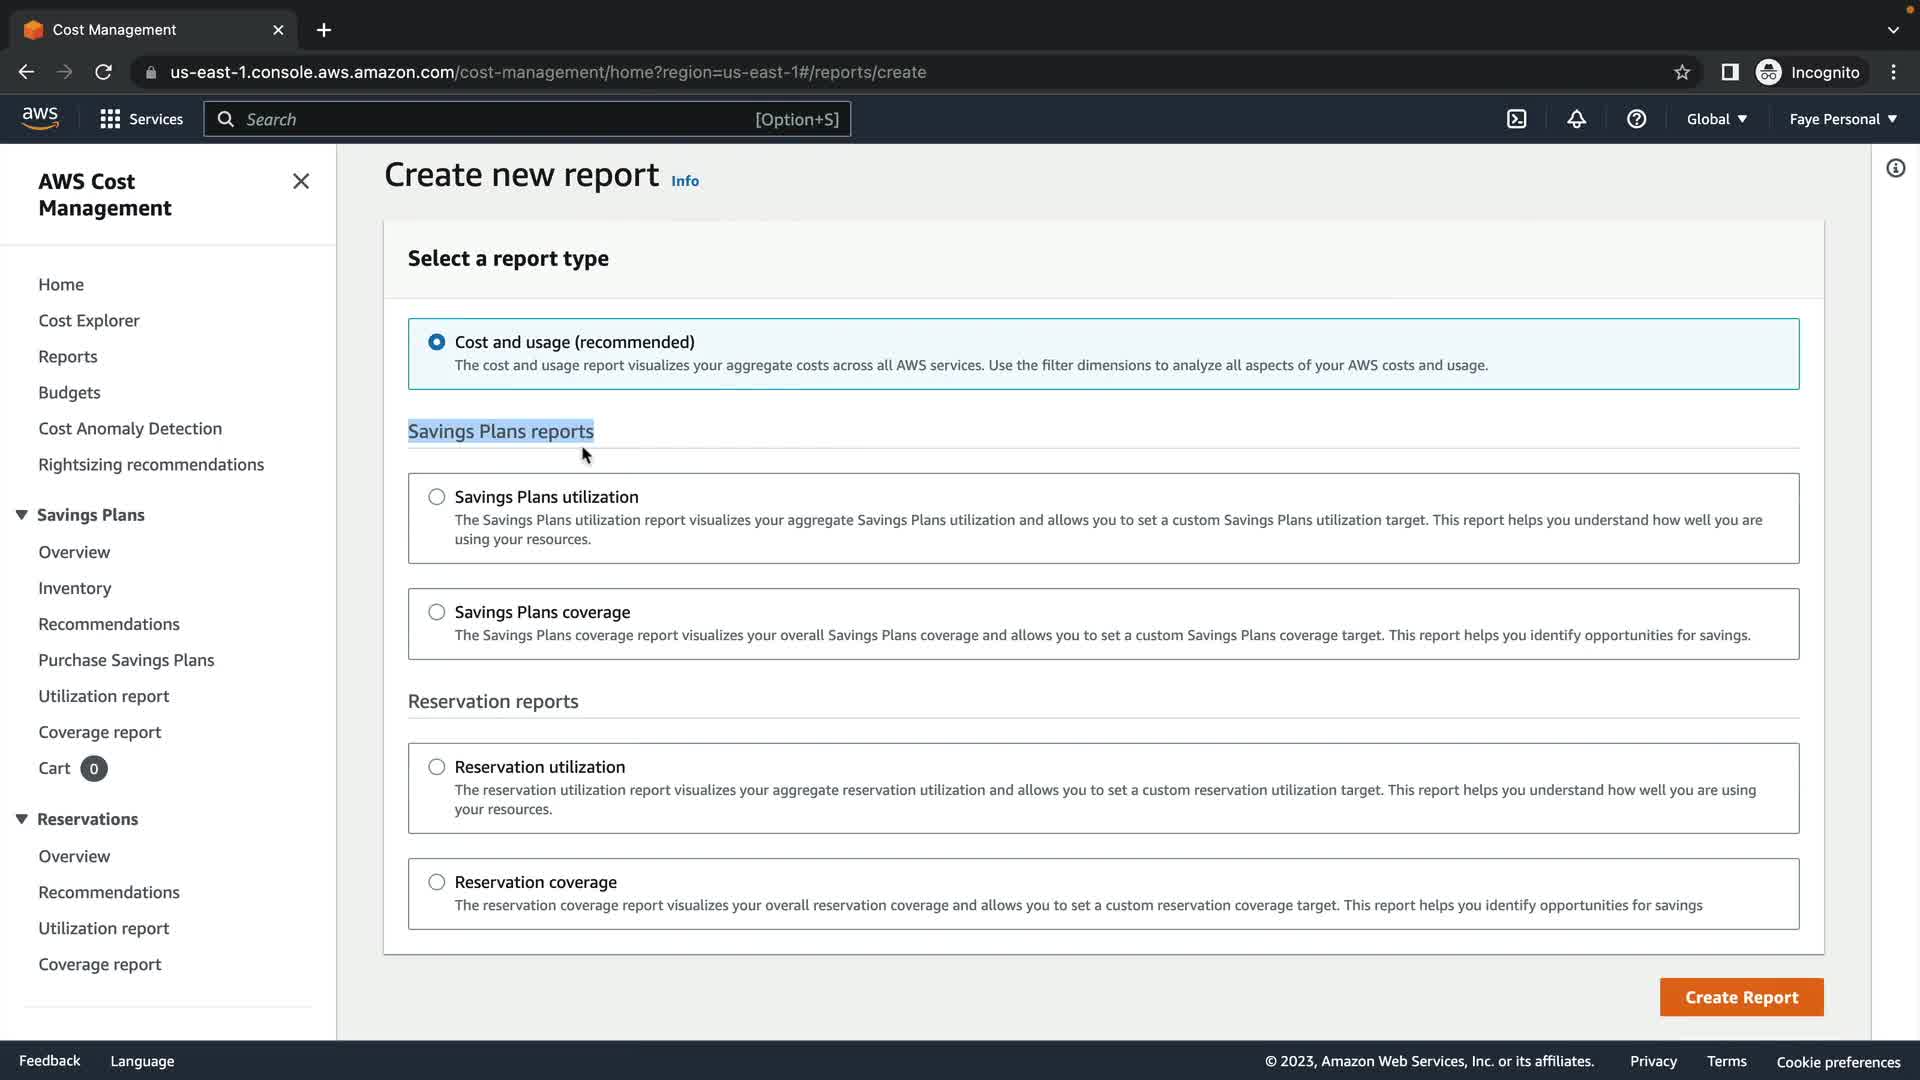 Cost Management
us-east-1.console.aws.amazon.com/cost-management/home?region=us-east-1#/reports/create
Incognito
aws
Services
Search
[Option+S]
Global
Faye Personal
AWS Cost
Management
Home
Cost Explorer
Reports
Budgets
Cost Anomaly Detection
Rightsizing recommendations
Savings Plans
Overview
Inventory
Recommendations
Purchase Savings Plans
Utilization report
Coverage report
Cart 0
Reservations
Overview
Recommendations
Utilization report
Coverage report
Create new report Info
Select a report type
Cost and usage (recommended)
The cost and usage report visualizes your aggregate costs across all AWS services. Use the filter dimensions to analyze all aspects of your AWS costs and usage.
Savings Plans reports
Savings Plans utilization
The Savings Plans utilization report visualizes your aggregate Savings Plans utilization and allows you to set a custom Savings Plans utilization target. This report helps you understand how well you are
using your resources.
Savings Plans coverage
The Savings Plans coverage report visualizes your overall Savings Plans coverage and allows you to set a custom Savings Plans coverage target. This report helps you identify opportunities for savings.
Reservation reports
Reservation utilization
The reservation utilization report visualizes your aggregate reservation utilization and allows you to set a custom reservation utilization target. This report helps you understand how well you are using
your resources.
Reservation coverage
The reservation coverage report visualizes your overall reservation coverage and allows you to set a custom reservation coverage target. This report helps you identify opportunities for savings
Create Report
Feedback
Language
© 2023, Amazon Web Services, Inc. or its affiliates.
Privacy
Terms
Cookie preferences